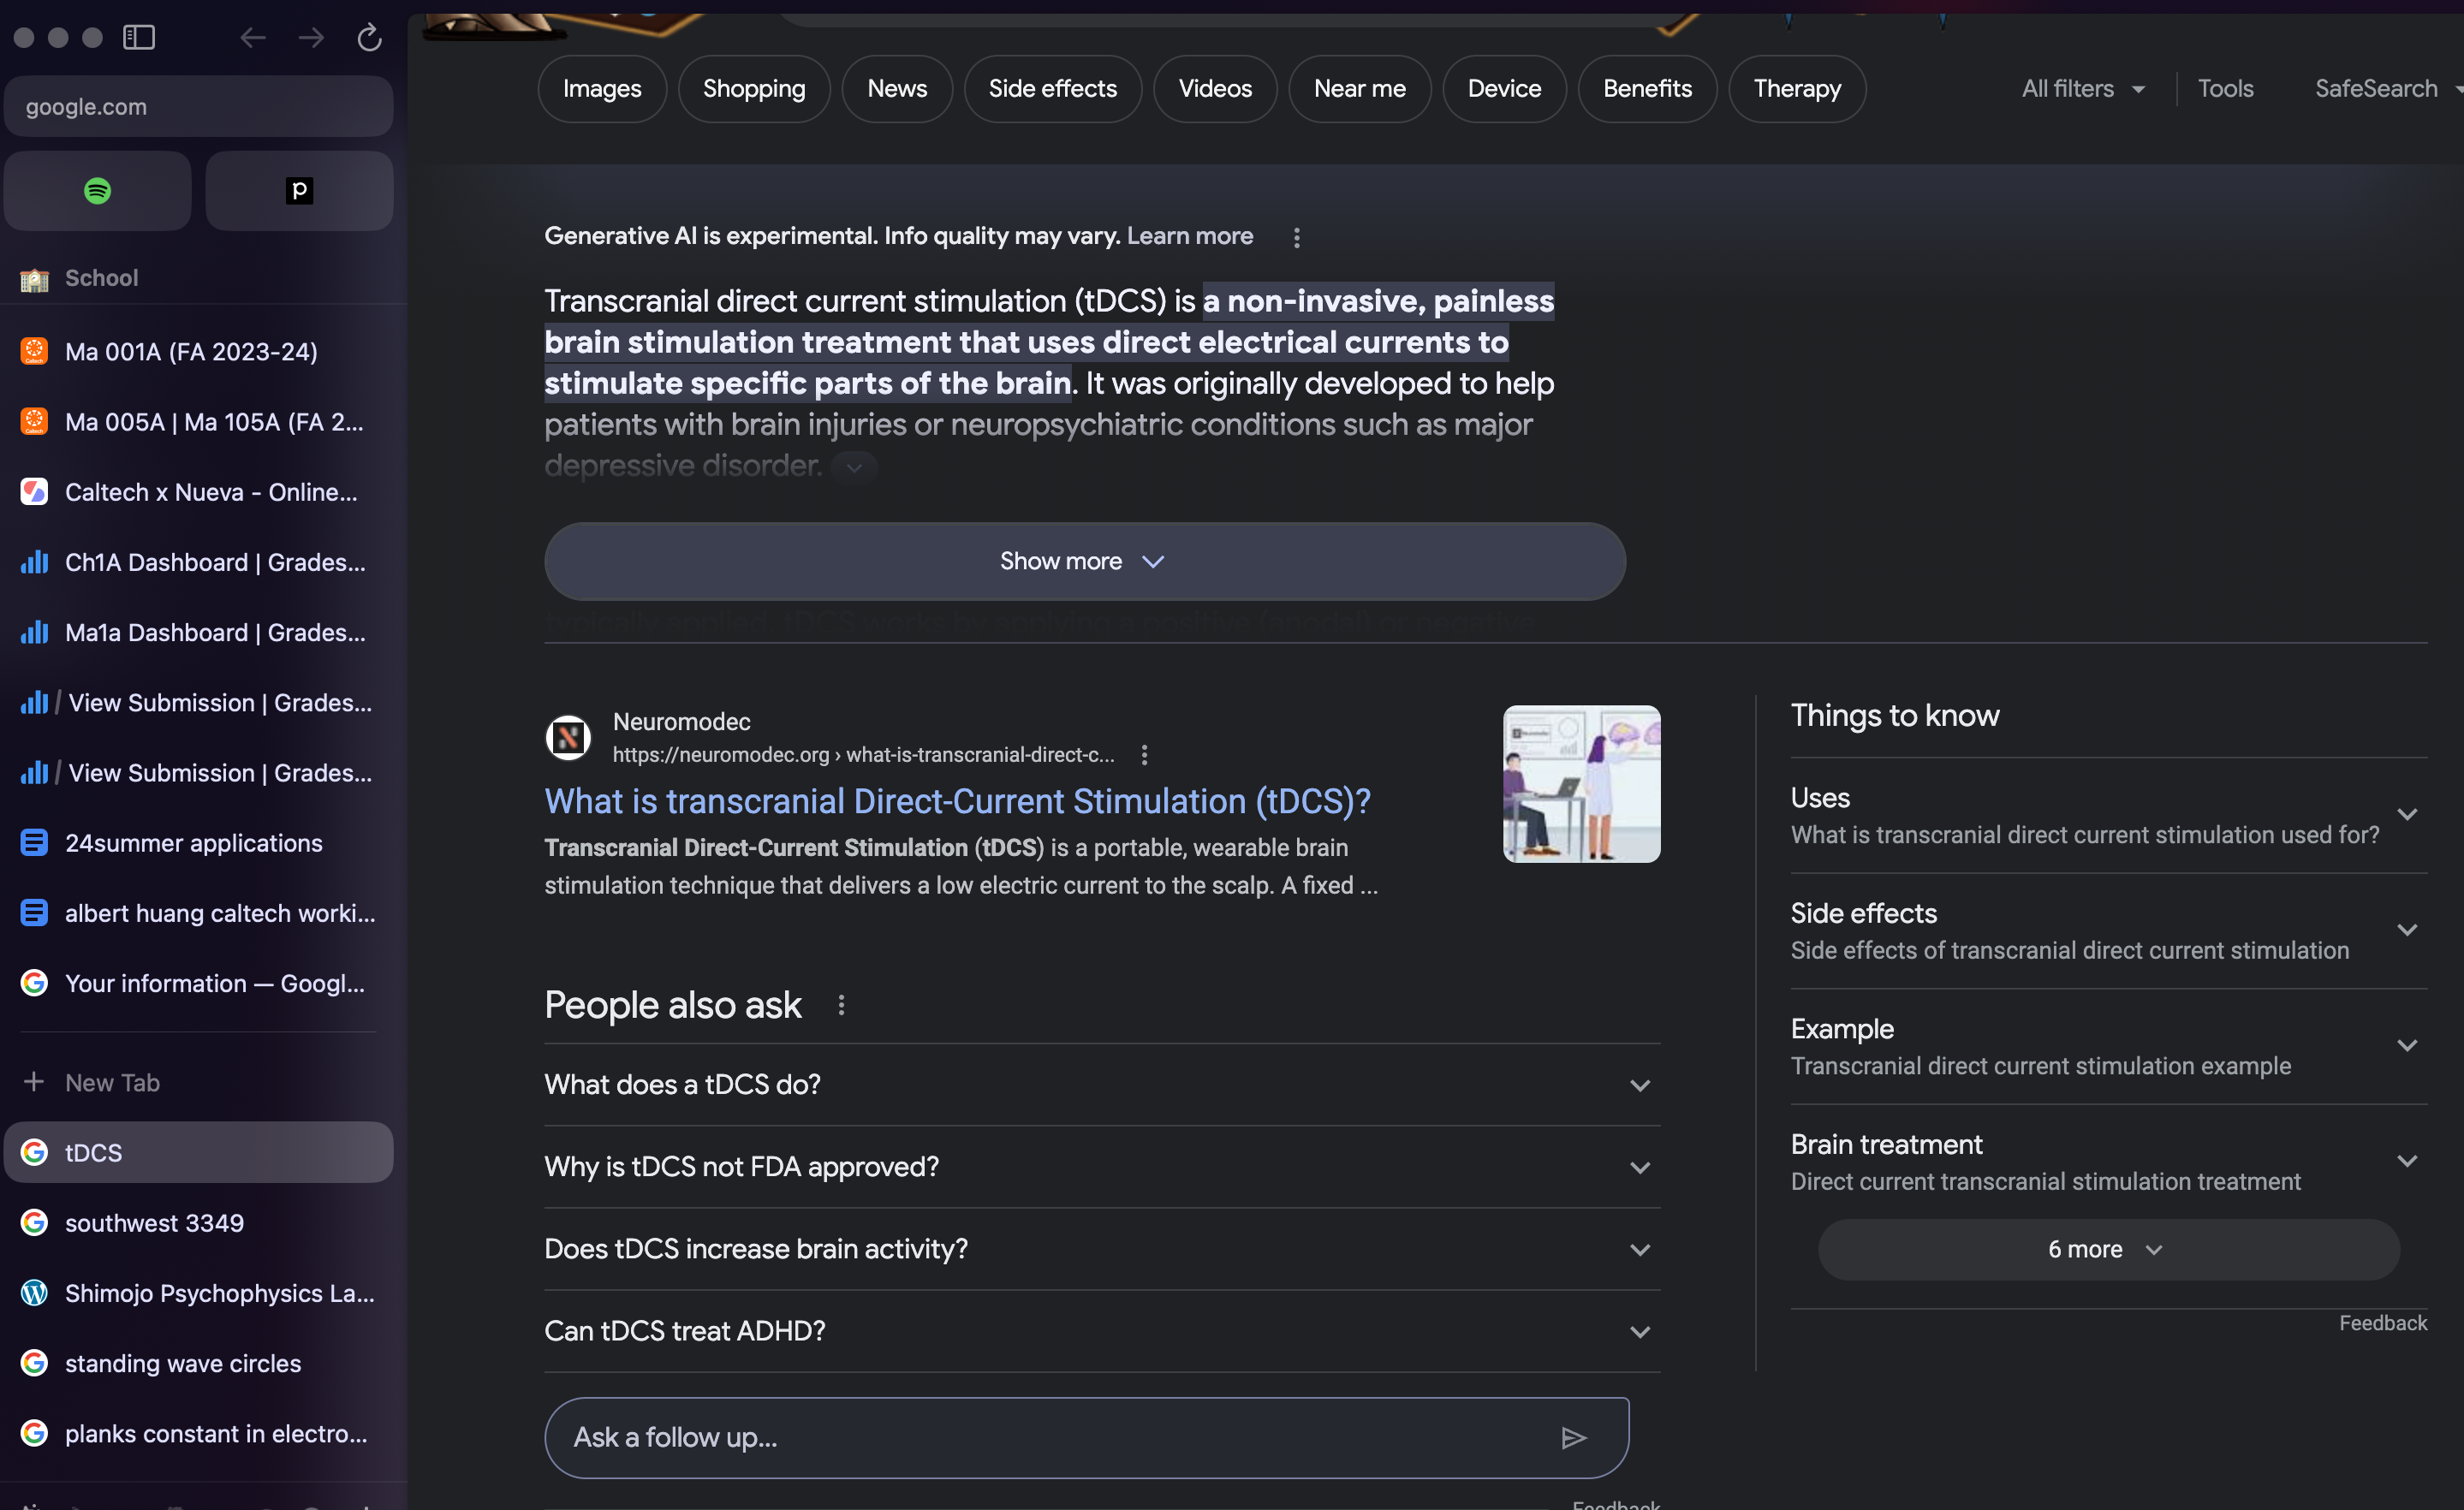 google.com
School
Ma 001A (FA 2023-24)
Ma 005A | Ma 105A (FA 2...
Caltech x Nueva - Online...
Ch1A Dashboard | Grades...
Ma1a Dashboard | Grades...
/ View Submission | Grades...
/ View Submission | Grades...
24summer applications
albert huang caltech worki...
Your information — Googl...
New Tab
tDCS
southwest 3349
Shimojo Psychophysics La...
standing wave circles
planks constant in electro...
Images Shopping News Side effects Videos Near me Device Benefits Therapy
All filters Tools SafeSearch
Generative AI is experimental. Info quality may vary. Learn more
Transcranial direct current stimulation (tDCS) is a non-invasive, painless
brain stimulation treatment that uses direct electrical currents to
stimulate specific parts of the brain. It was originally developed to help
patients with brain injuries or neuropsychiatric conditions such as major
depressive disorder.
Show more
typically applied. tDCS works by applying a positive (anodal) or negative
Neuromodec
https://neuromodec.org › what-is-transcranial-direct-c...
What is transcranial Direct-Current Stimulation (tDCS)?
Transcranial Direct-Current Stimulation (tDCS) is a portable, wearable brain
stimulation technique that delivers a low electric current to the scalp. A fixed ...
People also ask
What does a tDCS do?
Why is tDCS not FDA approved?
Does tDCS increase brain activity?
Can tDCS treat ADHD?
Ask a follow up...
Feedback
Things to know
Uses
What is transcranial direct current stimulation used for?
Side effects
Side effects of transcranial direct current stimulation
Example
Transcranial direct current stimulation example
Brain treatment
Direct current transcranial stimulation treatment
6 more
Feedback